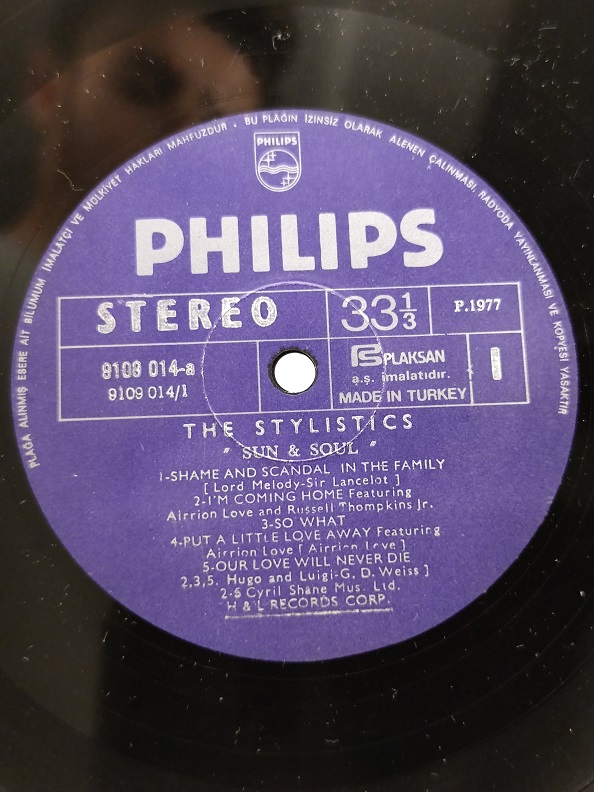 PLAĞA ALINMIŞ ESERE AİT BİLUMUM İMALATÇI VE MÜLKİYET HAKLARI MAHFUZDUR • BU PLAĞIN İZİNSİZ OLARAK ALENEN ÇALINMASI RADYODA YAYINLANMASI VE KOPYESİ YASAKTIR
PHILIPS
PHILIPS
STEREO
33⅓
P.1977
9109 014-a
9109 014/1
PLAKSAN
a.ş. imalatıdır.
MADE IN TURKEY
1
THE STYLISTICS
" SUN & SOUL "
1-SHAME AND SCANDAL IN THE FAMILY
[ Lord Melody-Sir Lancelot ]
2-I'M COMING HOME Featuring
Airrion Love and Russell Thompkins Jr.
3-SO WHAT
4-PUT A LITTLE LOVE AWAY Featuring
Airrion Love [ Airrion Love ]
5-OUR LOVE WILL NEVER DIE
2,3,5. Hugo and Luigi-G. D. Weiss ]
2-6 Cyril Shane Mus. Ltd.
H & L RECORDS CORP.